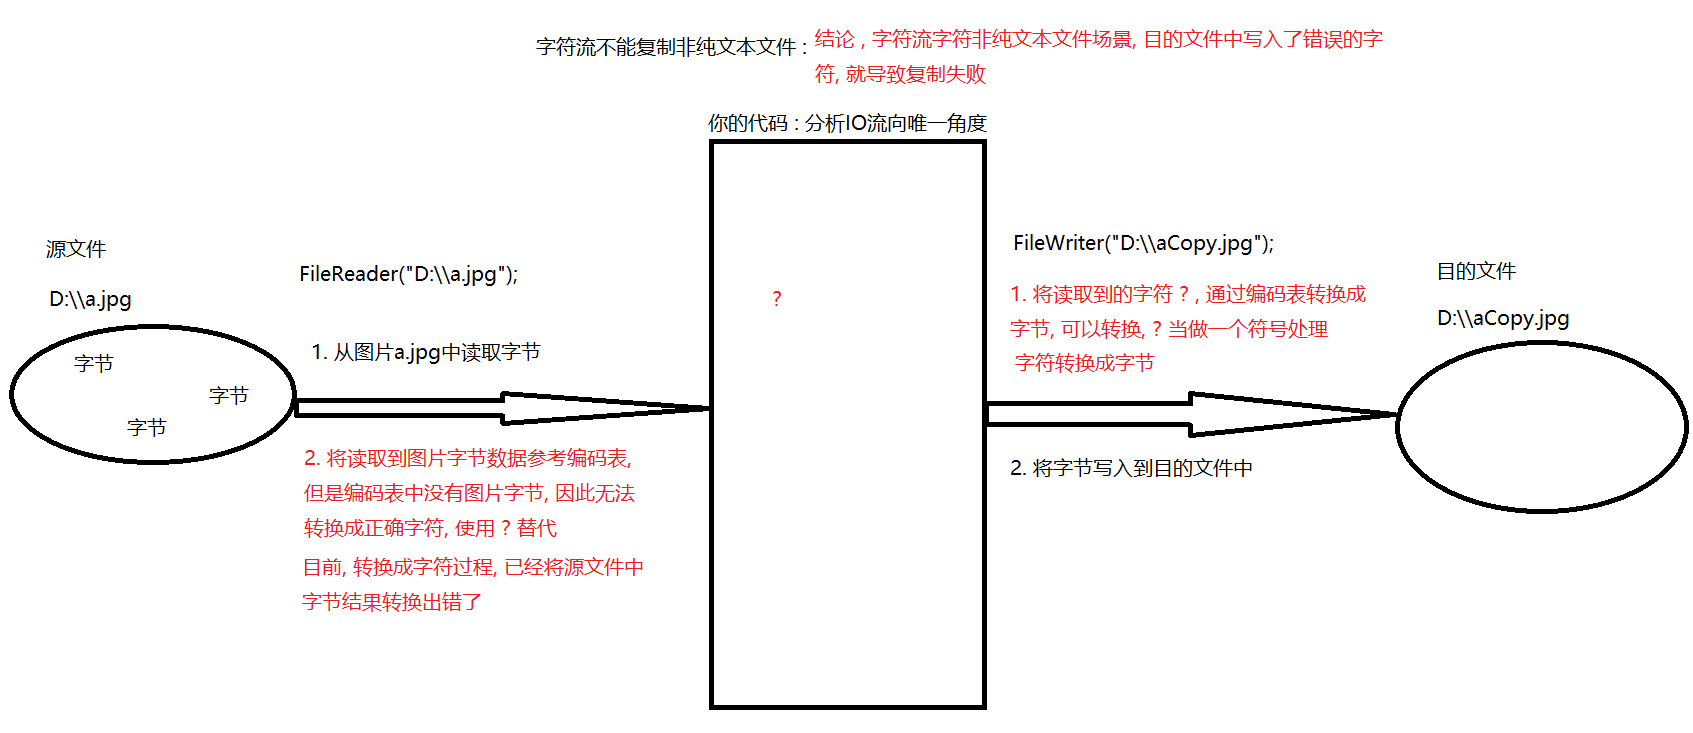 字符流不能复制非纯文本文件 : 结论 , 字符流字符非纯文本文件场景, 目的文件中写入了错误的字
符, 就导致复制失败
你的代码 : 分析IO流向唯一角度
源文件
D:\\a.jpg
字节
字节
字节
FileReader("D:\\a.jpg");
1. 从图片a.jpg中读取字节
2. 将读取到图片字节数据参考编码表,
但是编码表中没有图片字节, 因此无法
转换成正确字符, 使用 ? 替代
目前, 转换成字符过程, 已经将源文件中
字节结果转换出错了
?
FileWriter("D:\\aCopy.jpg");
1. 将读取到的字符 ? , 通过编码表转换成
字节, 可以转换, ? 当做一个符号处理
字符转换成字节
2. 将字节写入到目的文件中
目的文件
D:\\aCopy.jpg